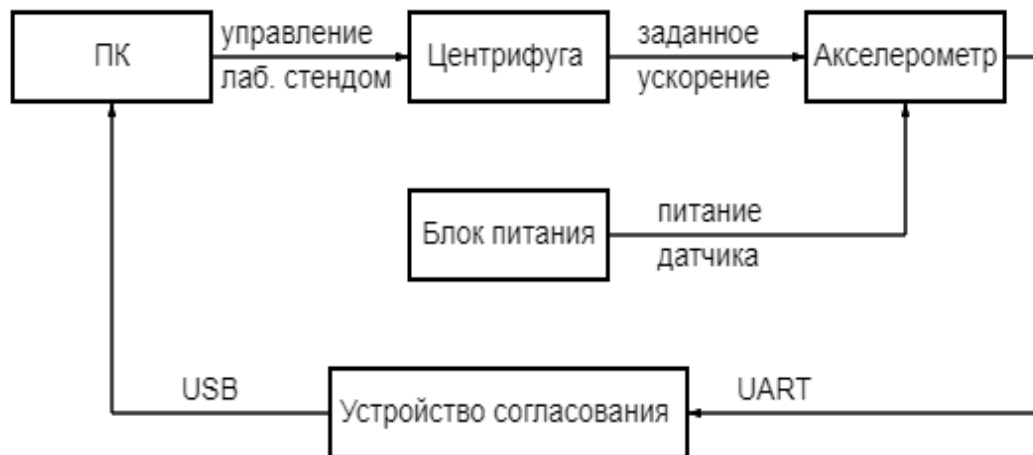 ПК
управление
лаб. стендом
Центрифуга
заданное
ускорение
Акселерометр
Блок питания
питание
датчика
USB
Устройство согласования
UART